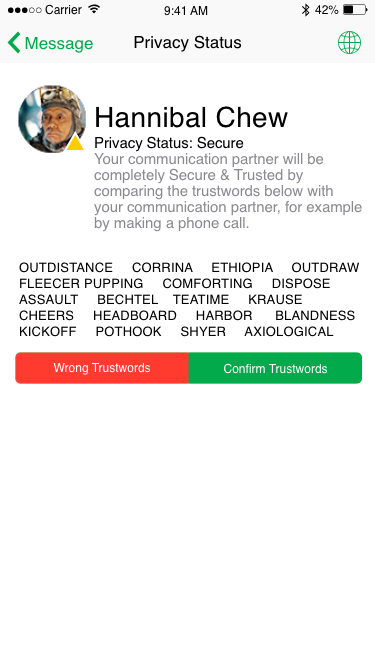 Carrier 9:41 AM 42%
Message Privacy Status
Hannibal Chew
Privacy Status: Secure
Your communication partner will be
completely Secure & Trusted by
comparing the trustwords below with
your communication partner, for example
by making a phone call.
OUTDISTANCE CORRINA ETHIOPIA OUTDRAW
FLEECER PUPPING COMFORTING DISPOSE
ASSAULT BECHTEL TEATIME KRAUSE
CHEERS HEADBOARD HARBOR BLANDNESS
KICKOFF POTHOOK SHYER AXIOLOGICAL
Wrong Trustwords Confirm Trustwords